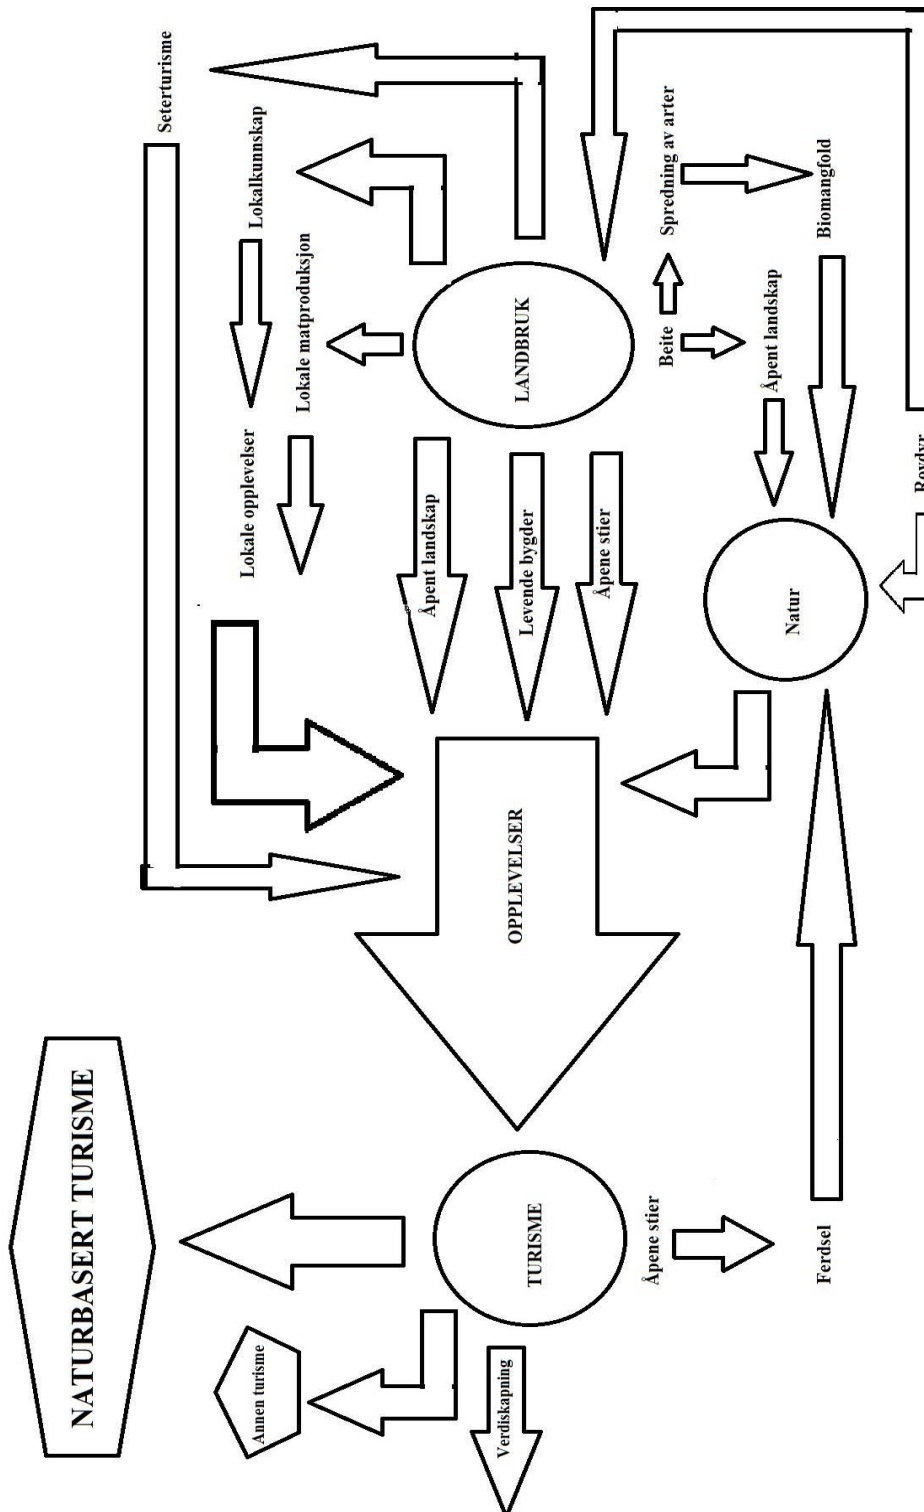 NATURBASERT TURISME
Seterturisme
Annen turisme
Lokale opplevelser
Lokalkunnskap
Lokale matproduksjon
Åpent landskap
Verdiskapning
TURISME
OPPLEVELSER
Levende bygder
LANDBRUK
Åpene stier
Åpene stier
Beite
Spredning av arter
Åpent landskap
Natur
Ferdsel
Biomangfold
Rovdyr